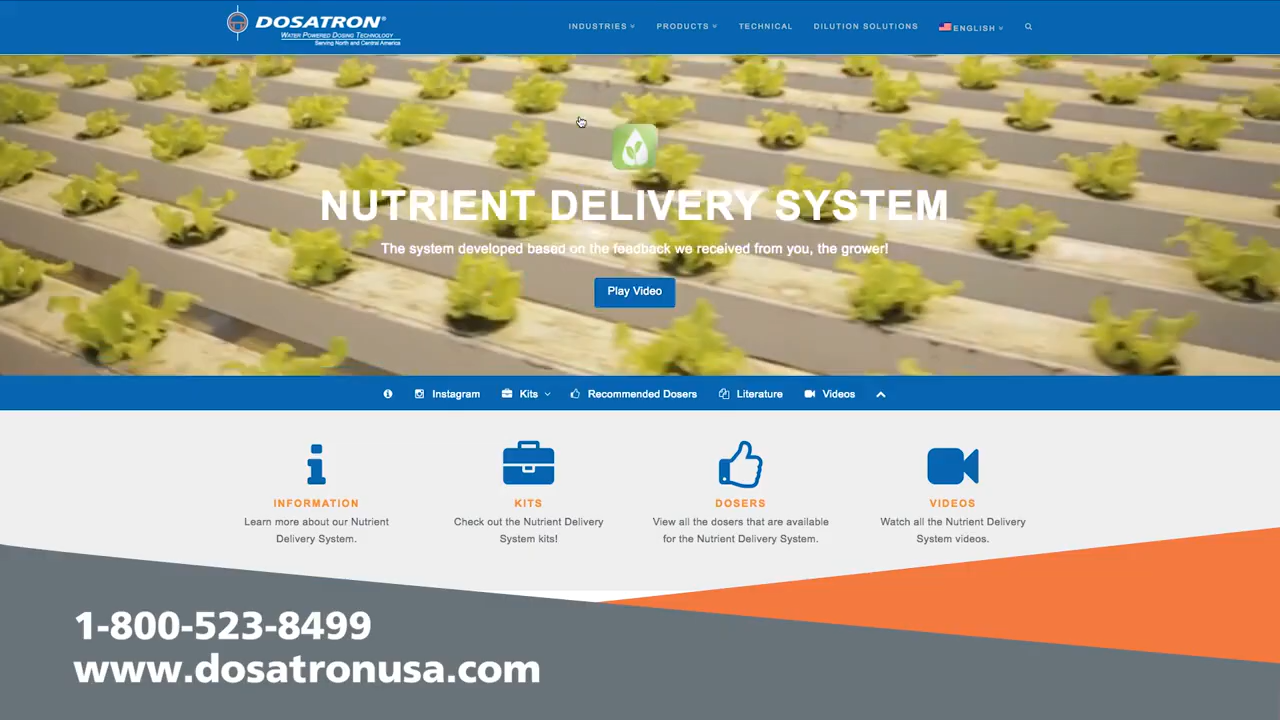 DOSATRON®
WATER POWERED DOSING TECHNOLOGY
Serving North and Central America
INDUSTRIES
PRODUCTS
TECHNICAL
DILUTION SOLUTIONS
ENGLISH
NUTRIENT DELIVERY SYSTEM
The system developed based on the feedback we received from you, the grower!
Play Video
Instagram
Kits
Recommended Dosers
Literature
Videos
INFORMATION
Learn more about our Nutrient
Delivery System.
KITS
Check out the Nutrient Delivery
System kits!
DOSERS
View all the dosers that are available
for the Nutrient Delivery System.
VIDEOS
Watch all the Nutrient Delivery
System videos.
1-800-523-8499
www.dosatronusa.com